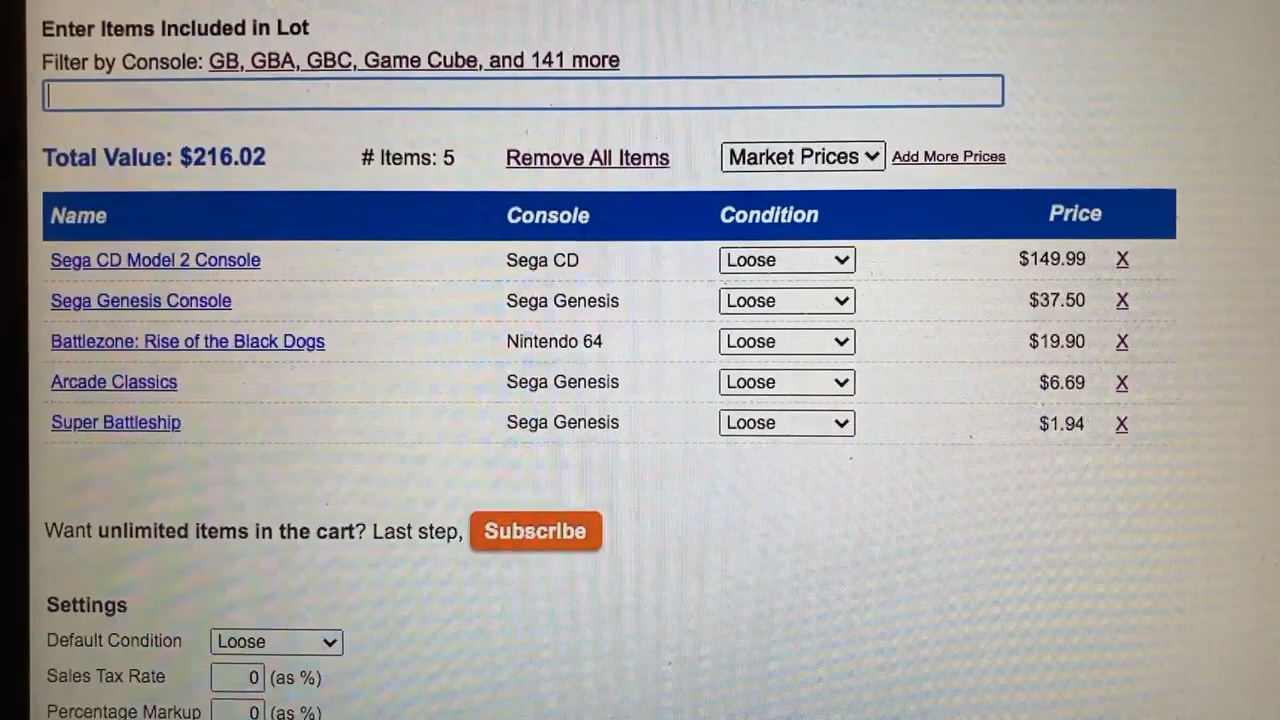 Enter Items Included in Lot
Filter by Console: GB, GBA, GBC, Game Cube, and 141 more
Total Value: $216.02 # Items: 5 Remove All Items Market Prices Add More Prices
Name Console Condition Price
Sega CD Model 2 Console Sega CD Loose $149.99 X
Sega Genesis Console Sega Genesis Loose $37.50 X
Battlezone: Rise of the Black Dogs Nintendo 64 Loose $19.90 X
Arcade Classics Sega Genesis Loose $6.69 X
Super Battleship Sega Genesis Loose $1.94 X
Want unlimited items in the cart? Last step, Subscribe
Settings
Default Condition Loose
Sales Tax Rate 0 (as %)
Percentage Markup 0 (as %)